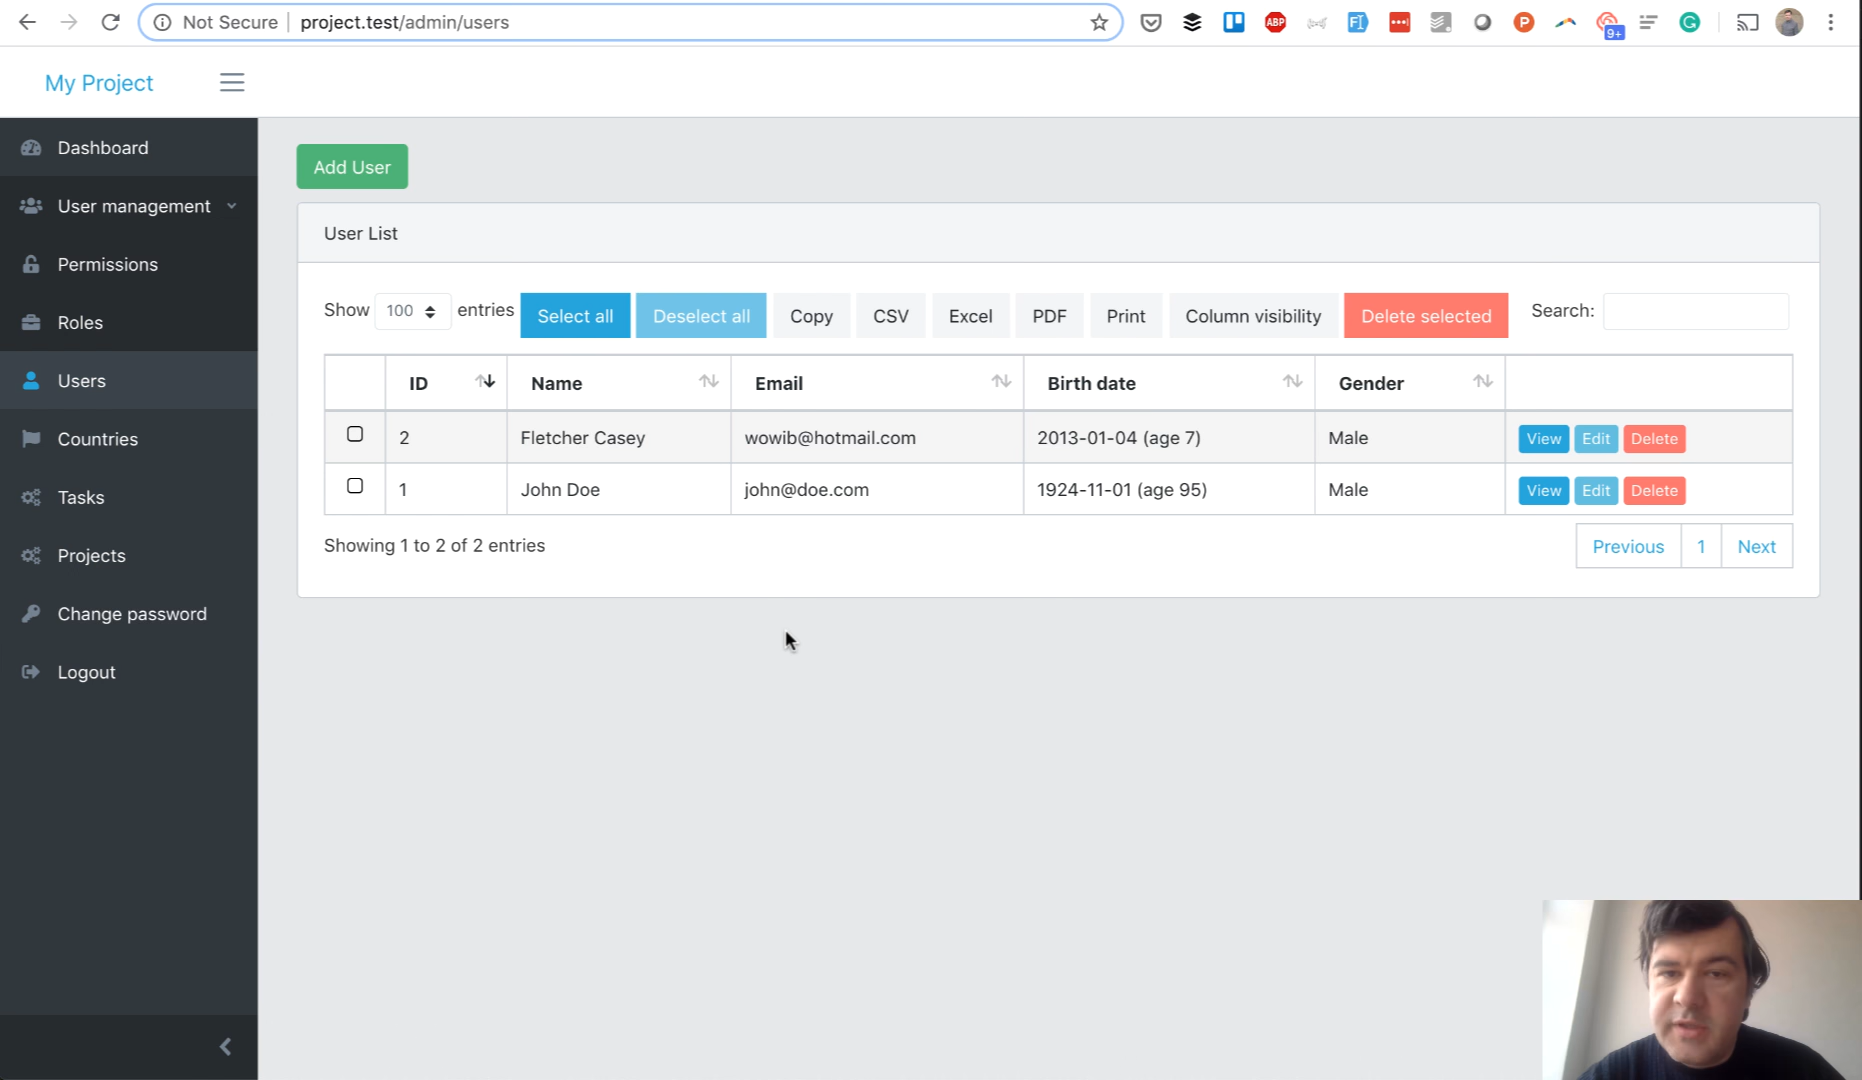 Not Secure | project.test/admin/users
ABP
F
P
9+
G
My Project
Dashboard
User management
Permissions
Roles
Users
Countries
Tasks
Projects
Change password
Logout
Add User
User List
Show 100 entries Select all Deselect all Copy CSV Excel PDF Print Column visibility Delete selected Search:
ID Name Email Birth date Gender
2 Fletcher Casey wowib@hotmail.com 2013-01-04 (age 7) Male View Edit Delete
1 John Doe john@doe.com 1924-11-01 (age 95) Male View Edit Delete
Showing 1 to 2 of 2 entries
Previous 1 Next